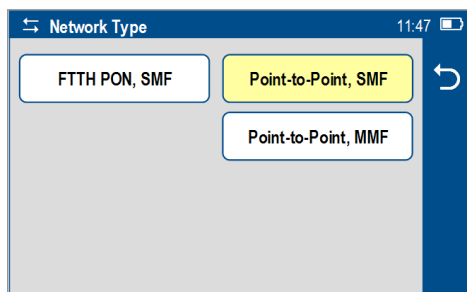 Network Type
11:47
FTTH PON, SMF
Point-to-Point, SMF
Point-to-Point, MMF